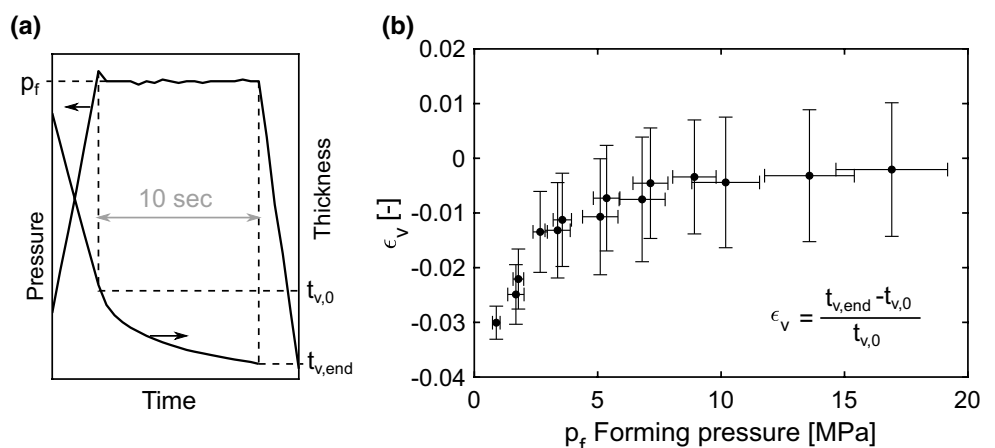 (a)
p_f
10 sec
Pressure
Thickness
t_v,0
t_v,end
Time
(b)
0.02
0.01
0
-0.01
-0.02
-0.03
-0.04
ϵ_v [-]
ϵ_v = (t_v,end - t_v,0) / t_v,0
0 5 10 15 20
p_f Forming pressure [MPa]